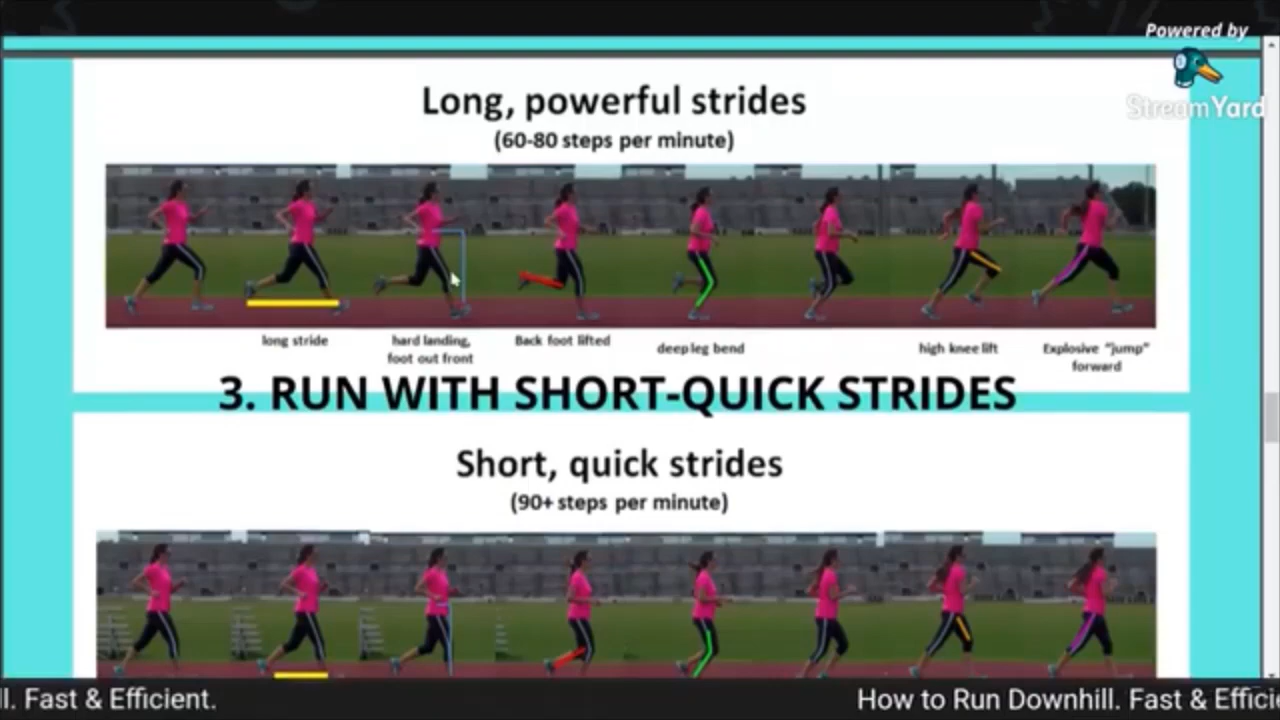 Powered by
StreamYard
Long, powerful strides
(60-80 steps per minute)
long stride
hard landing,
foot out front
Back foot lifted
deep leg bend
high knee lift
Explosive "jump"
forward
3. RUN WITH SHORT-QUICK STRIDES
Short, quick strides
(90+ steps per minute)
ll. Fast & Efficient.
How to Run Downhill. Fast & Effici